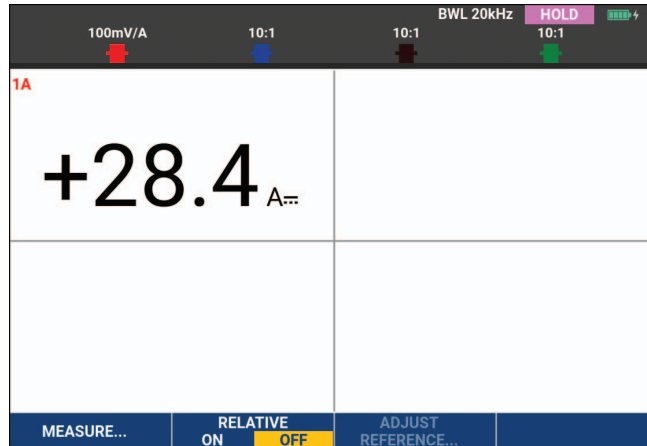 BWL 20kHz HOLD
100mV/A 10:1 10:1 10:1
1A
+28.4 A⎓
MEASURE...
RELATIVE
ON OFF
ADJUST
REFERENCE...